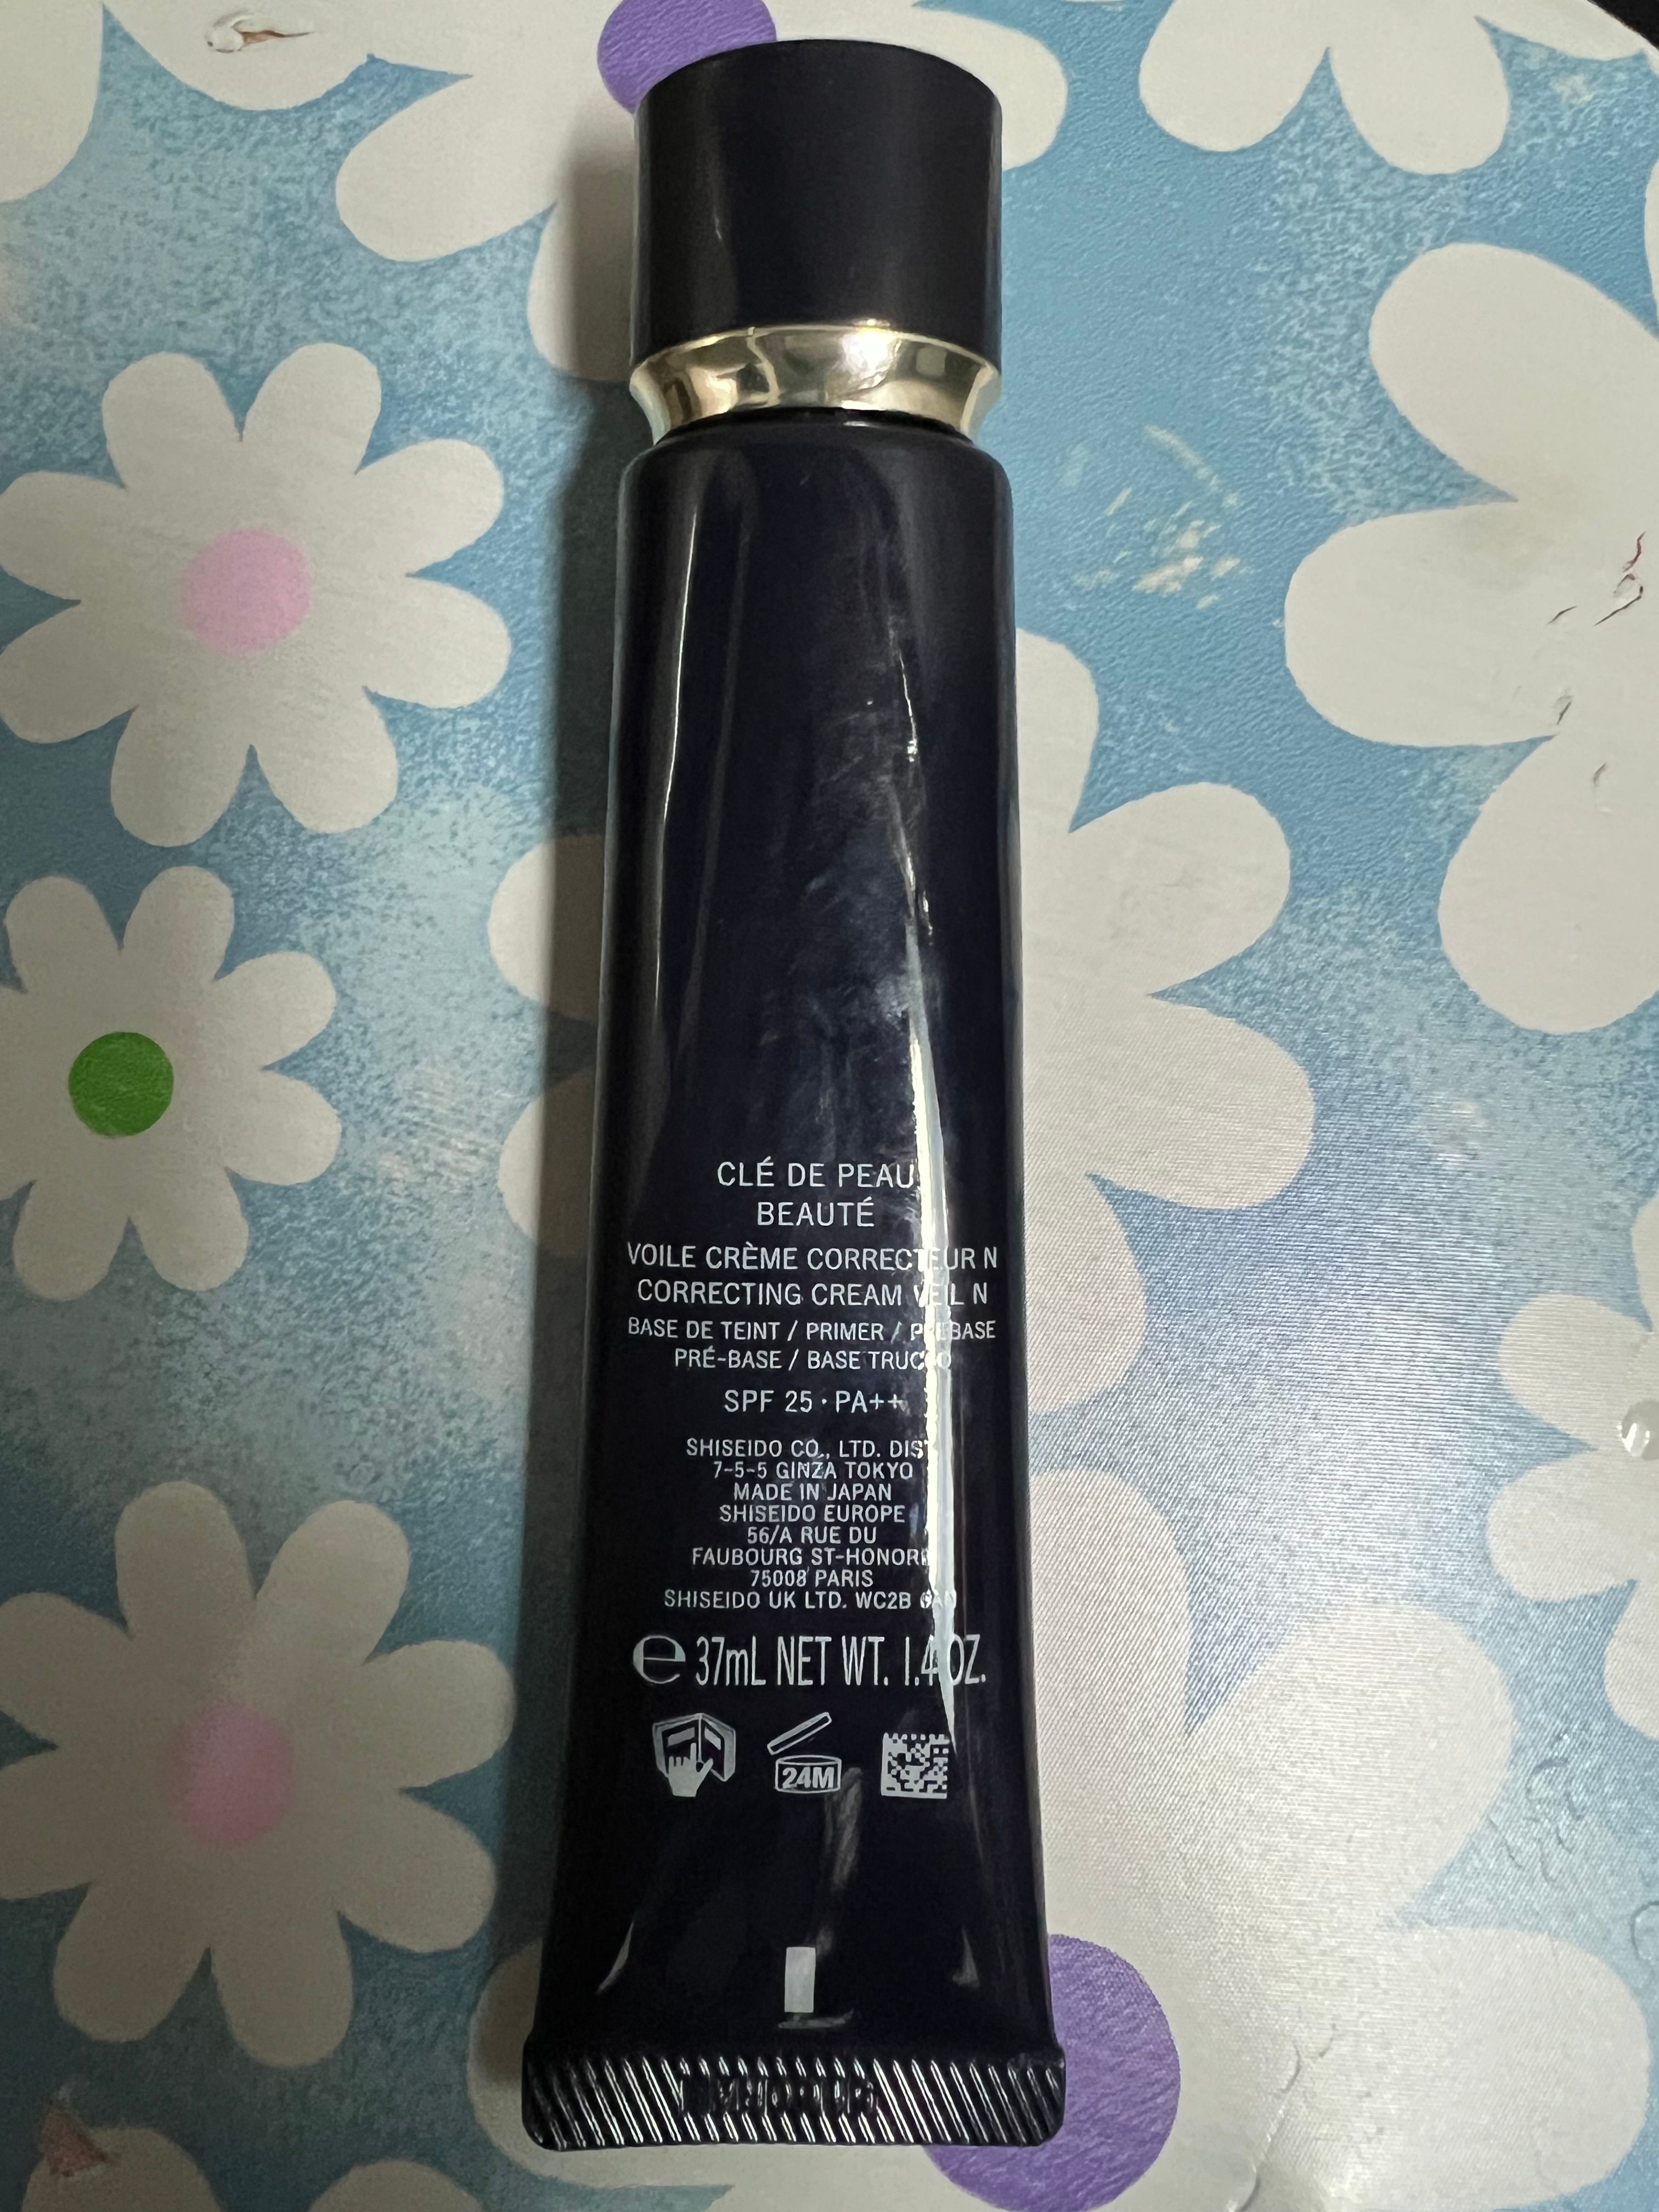 CLÉ DE PEAU
BEAUTÉ
VOILE CRÈME CORRECTEUR N
CORRECTING CREAM VEIL N
BASE DE TEINT / PRIMER / PREBASE
PRÉ-BASE / BASE TRUCCO
SPF 25 · PA++
SHISEIDO CO., LTD.
7-5-5 GINZA TOKYO
MADE IN JAPAN
SHISEIDO EUROPE
56/A RUE DU
FAUBOURG ST-HONORÉ
75008 PARIS
SHISEIDO UK LTD. WC2B
℮ 37mL NET WT. 1.4 OZ.
24M